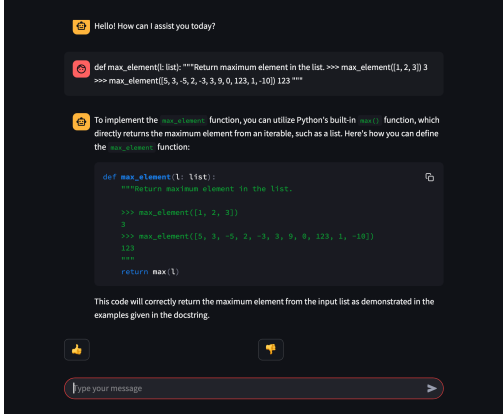 Hello! How can I assist you today?
def max_element(l: list): """Return maximum element in the list. >>> max_element([1, 2, 3]) 3
>>> max_element([5, 3, -5, 2, -3, 3, 9, 0, 123, 1, -10]) 123 """
To implement the max_element function, you can utilize Python's built-in max() function, which
directly returns the maximum element from an iterable, such as a list. Here's how you can define
the max_element function:
def max_element(l: list):
"""Return maximum element in the list.
>>> max_element([1, 2, 3])
3
>>> max_element([5, 3, -5, 2, -3, 3, 9, 0, 123, 1, -10])
123
"""
return max(l)
This code will correctly return the maximum element from the input list as demonstrated in the
examples given in the docstring.
Type your message